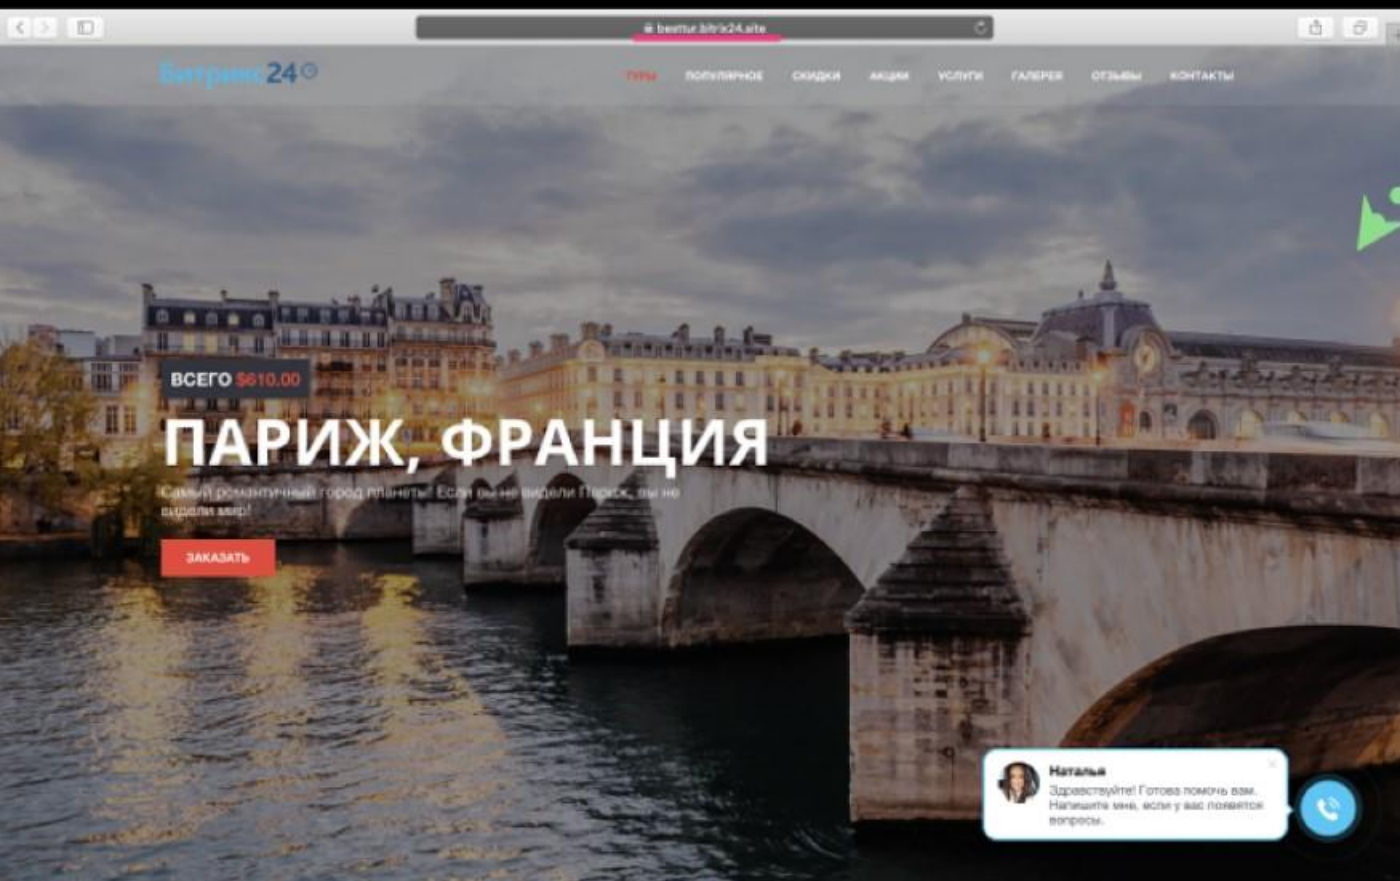 besttur.bitrix24.site
Битрикс24
ТУРЫ ПОПУЛЯРНОЕ СКИДКИ АКЦИИ УСЛУГИ ГАЛЕРЕЯ ОТЗЫВЫ КОНТАКТЫ
ВСЕГО $610.00
ПАРИЖ, ФРАНЦИЯ
Самый романтичный город планеты! Если вы не видели Париж, вы не
видели мир!
ЗАКАЗАТЬ
Наталья
Здравствуйте! Готова помочь вам.
Напишите мне, если у вас появятся
вопросы.